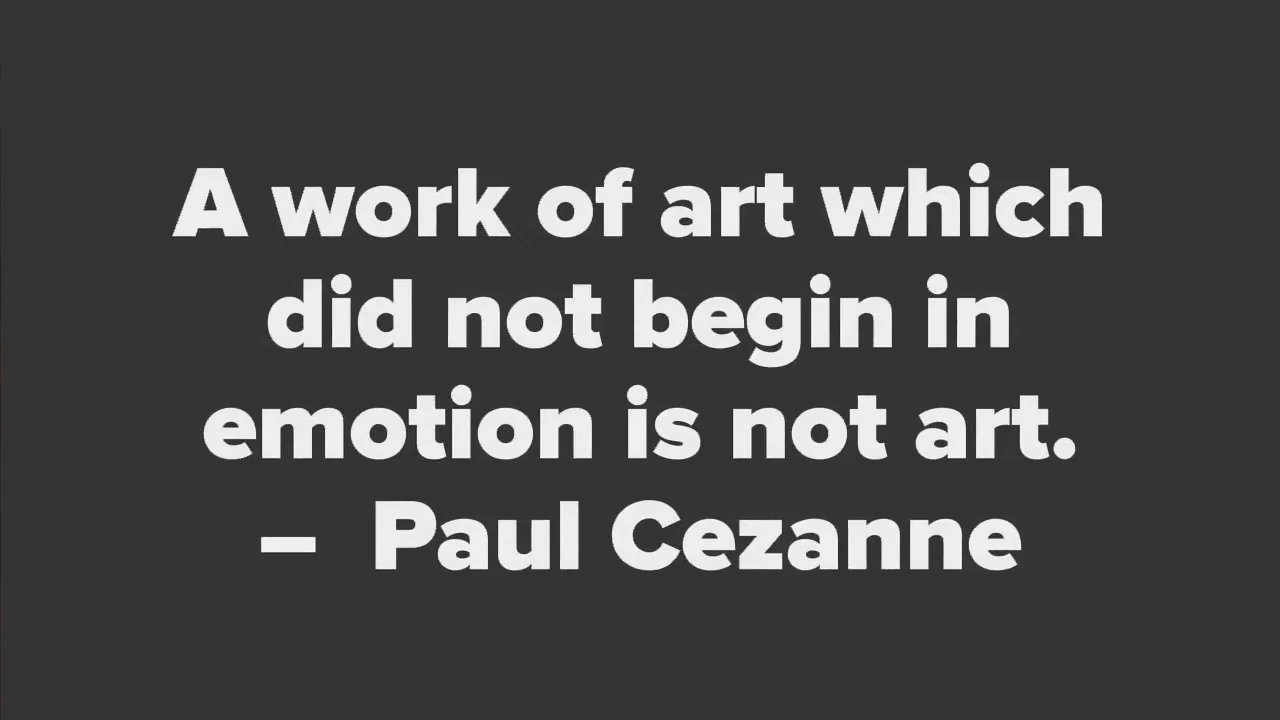 A work of art which
did not begin in
emotion is not art.
–  Paul Cezanne